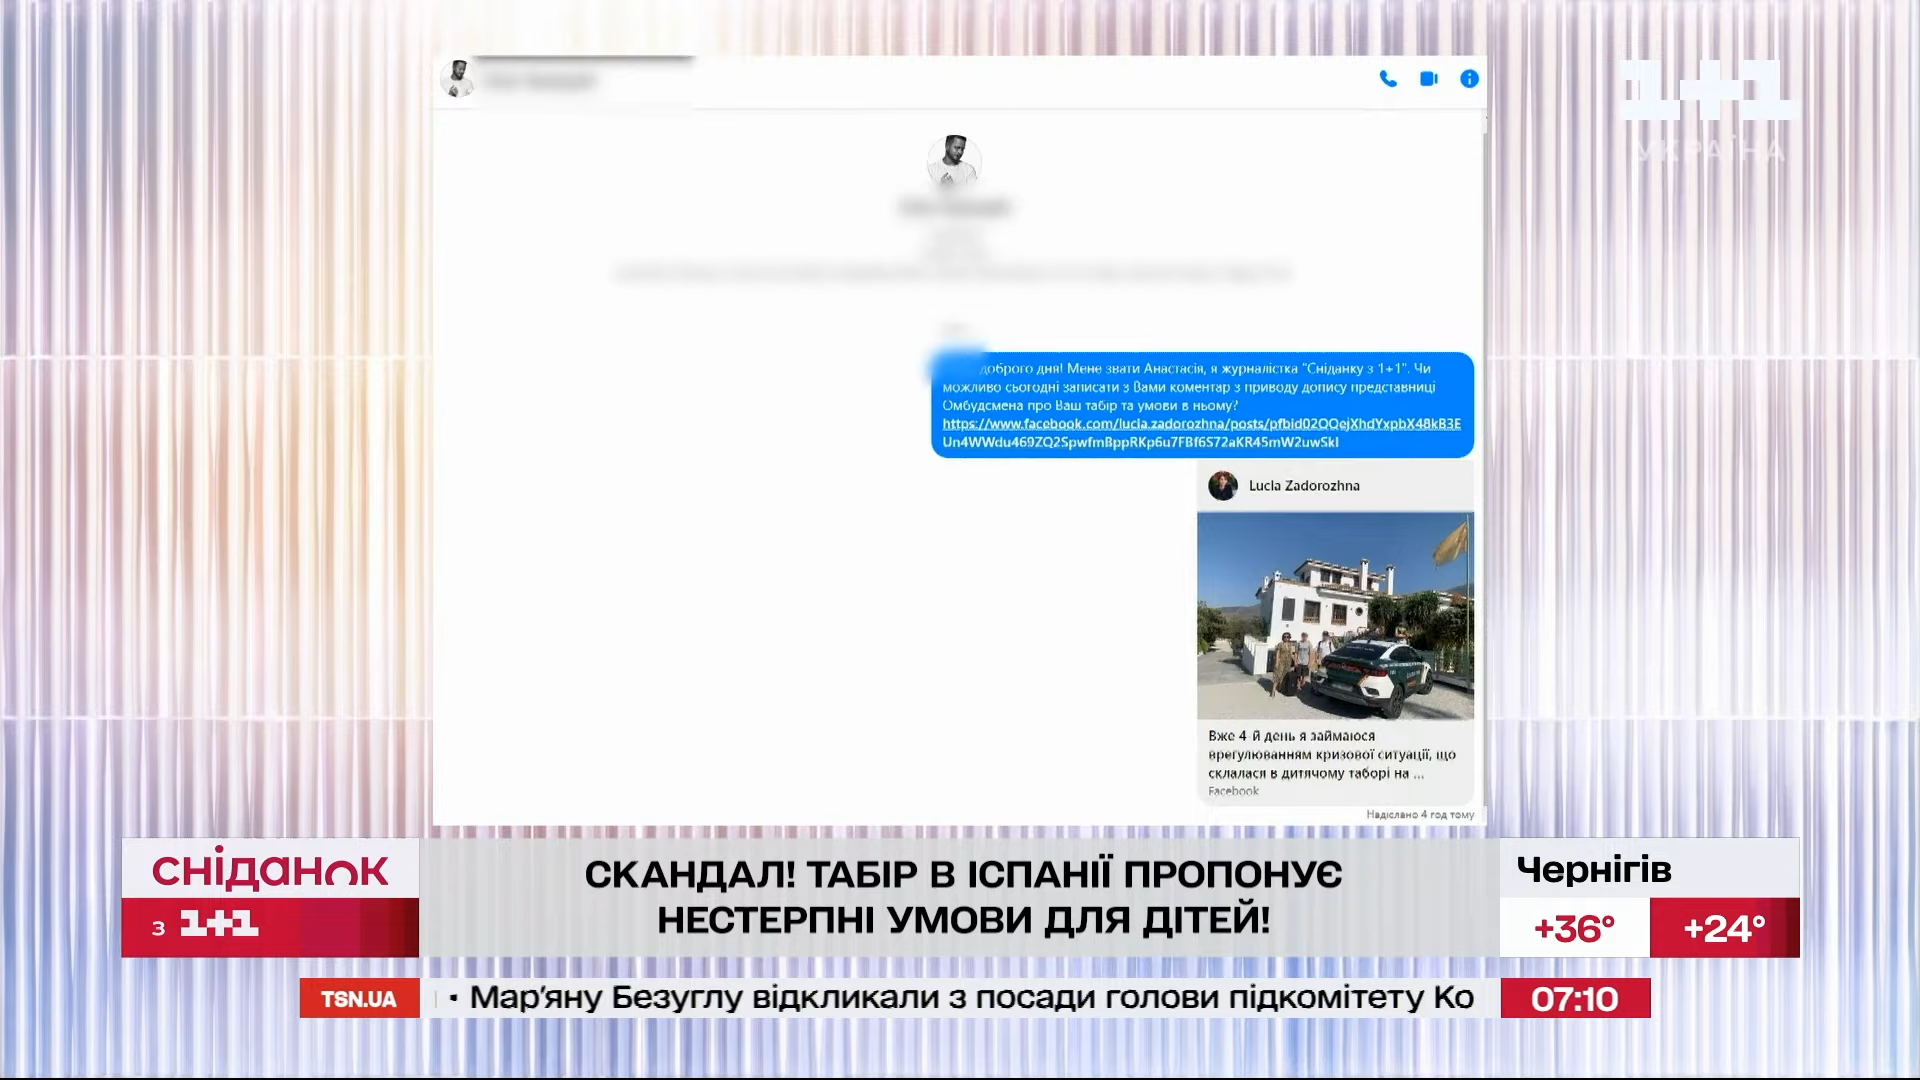 1+1
УКРАЇНА
доброго дня! Мене звати Анастасія, я журналістка "Сніданку з 1+1". Чи
можливо сьогодні записати з Вами коментар з приводу допису представниці
Омбудсмена про Ваш табір та умови в ньому?
https://www.facebook.com/lucia.zadorozhna/posts/pfbid02QQejXhdYxpbX48kB3E
Un4WWdu469ZQ2SpwfmBppRKp6u7FBf6S72aKR45mW2uwSkl
Lucia Zadorozhna
Вже 4-й день я займаюся
врегулюванням кризової ситуації, що
склалася в дитячому таборі на ...
Facebook
Надіслано 4 год тому
СНІДАНОК
З 1+1
СКАНДАЛ! ТАБІР В ІСПАНІЇ ПРОПОНУЄ
НЕСТЕРПНІ УМОВИ ДЛЯ ДІТЕЙ!
Чернігів
+36° +24°
TSN.UA
• Мар'яну Безуглу відкликали з посади голови підкомітету Ко
07:10